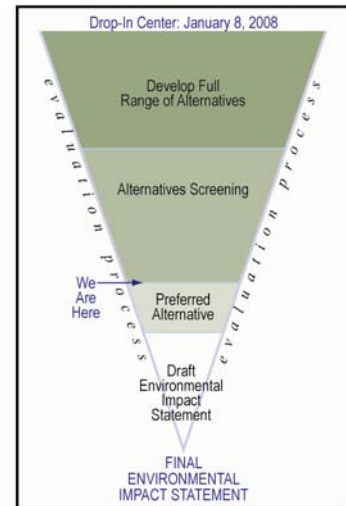 Drop-In Center: January 8, 2008
evaluation process
evaluation process
Develop Full
Range of Alternatives
Alternatives Screening
We
Are
Here
Preferred
Alternative
Draft
Environmental
Impact
Statement
FINAL
ENVIRONMENTAL
IMPACT STATEMENT